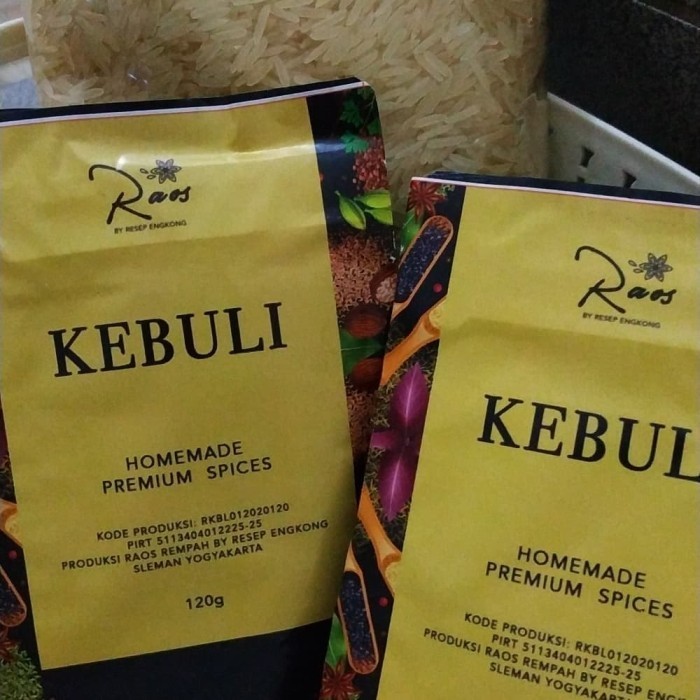 Raos
BY RESEP ENGKONG
KEBULI
HOMEMADE
PREMIUM SPICES
KODE PRODUKSI: RKBL012020120
PIRT 5113404012225-25
PRODUKSI RAOS REMPAH BY RESEP ENGKONG
SLEMAN YOGYAKARTA
120g
Raos
BY RESEP ENGKONG
KEBUL
HOMEMADE
PREMIUM SPICES
KODE PRODUKSI: RKBL012020120
PIRT 5113404012225-25
PRODUKSI RAOS REMPAH BY RESEP
SLEMAN